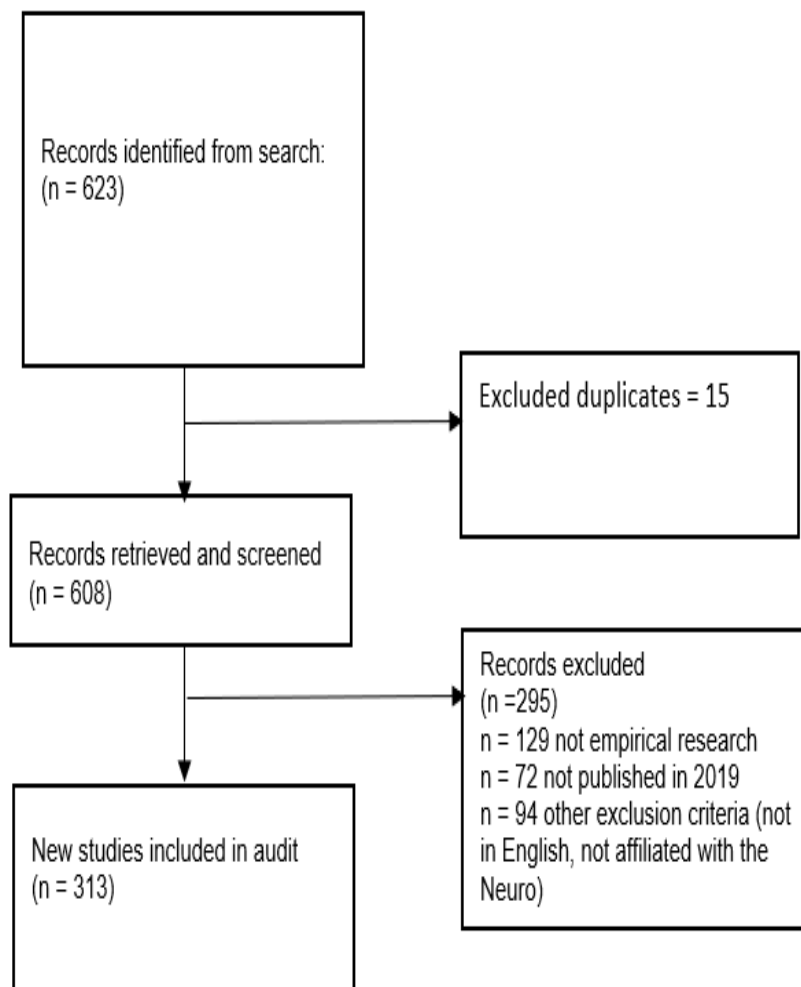 Records identified from search:
(n = 623)
Excluded duplicates = 15
Records retrieved and screened
(n = 608)
Records excluded
(n =295)
n = 129 not empirical research
n = 72 not published in 2019
n = 94 other exclusion criteria (not
in English, not affiliated with the
Neuro)
New studies included in audit
(n = 313)